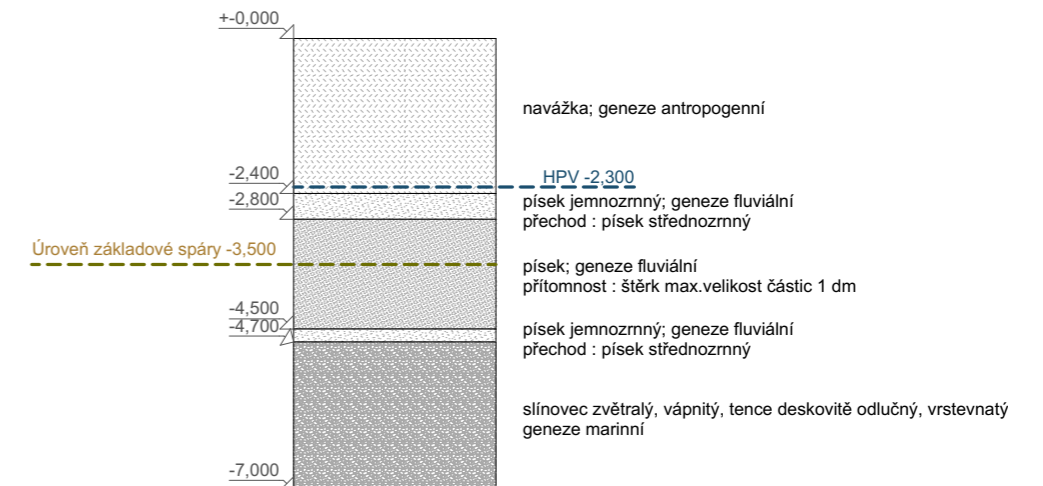 +-0,000
navážka; geneze antropogenní
-2,400
HPV -2,300
-2,800
písek jemnozrnný; geneze fluviální
přechod : písek střednozrnný
Úroveň základové spáry -3,500
písek; geneze fluviální
přítomnost : štěrk max.velikost částic 1 dm
-4,500
-4,700
písek jemnozrnný; geneze fluviální
přechod : písek střednozrnný
slínovec zvětralý, vápnitý, tence deskovitě odlučný, vrstevnatý
geneze marinní
-7,000